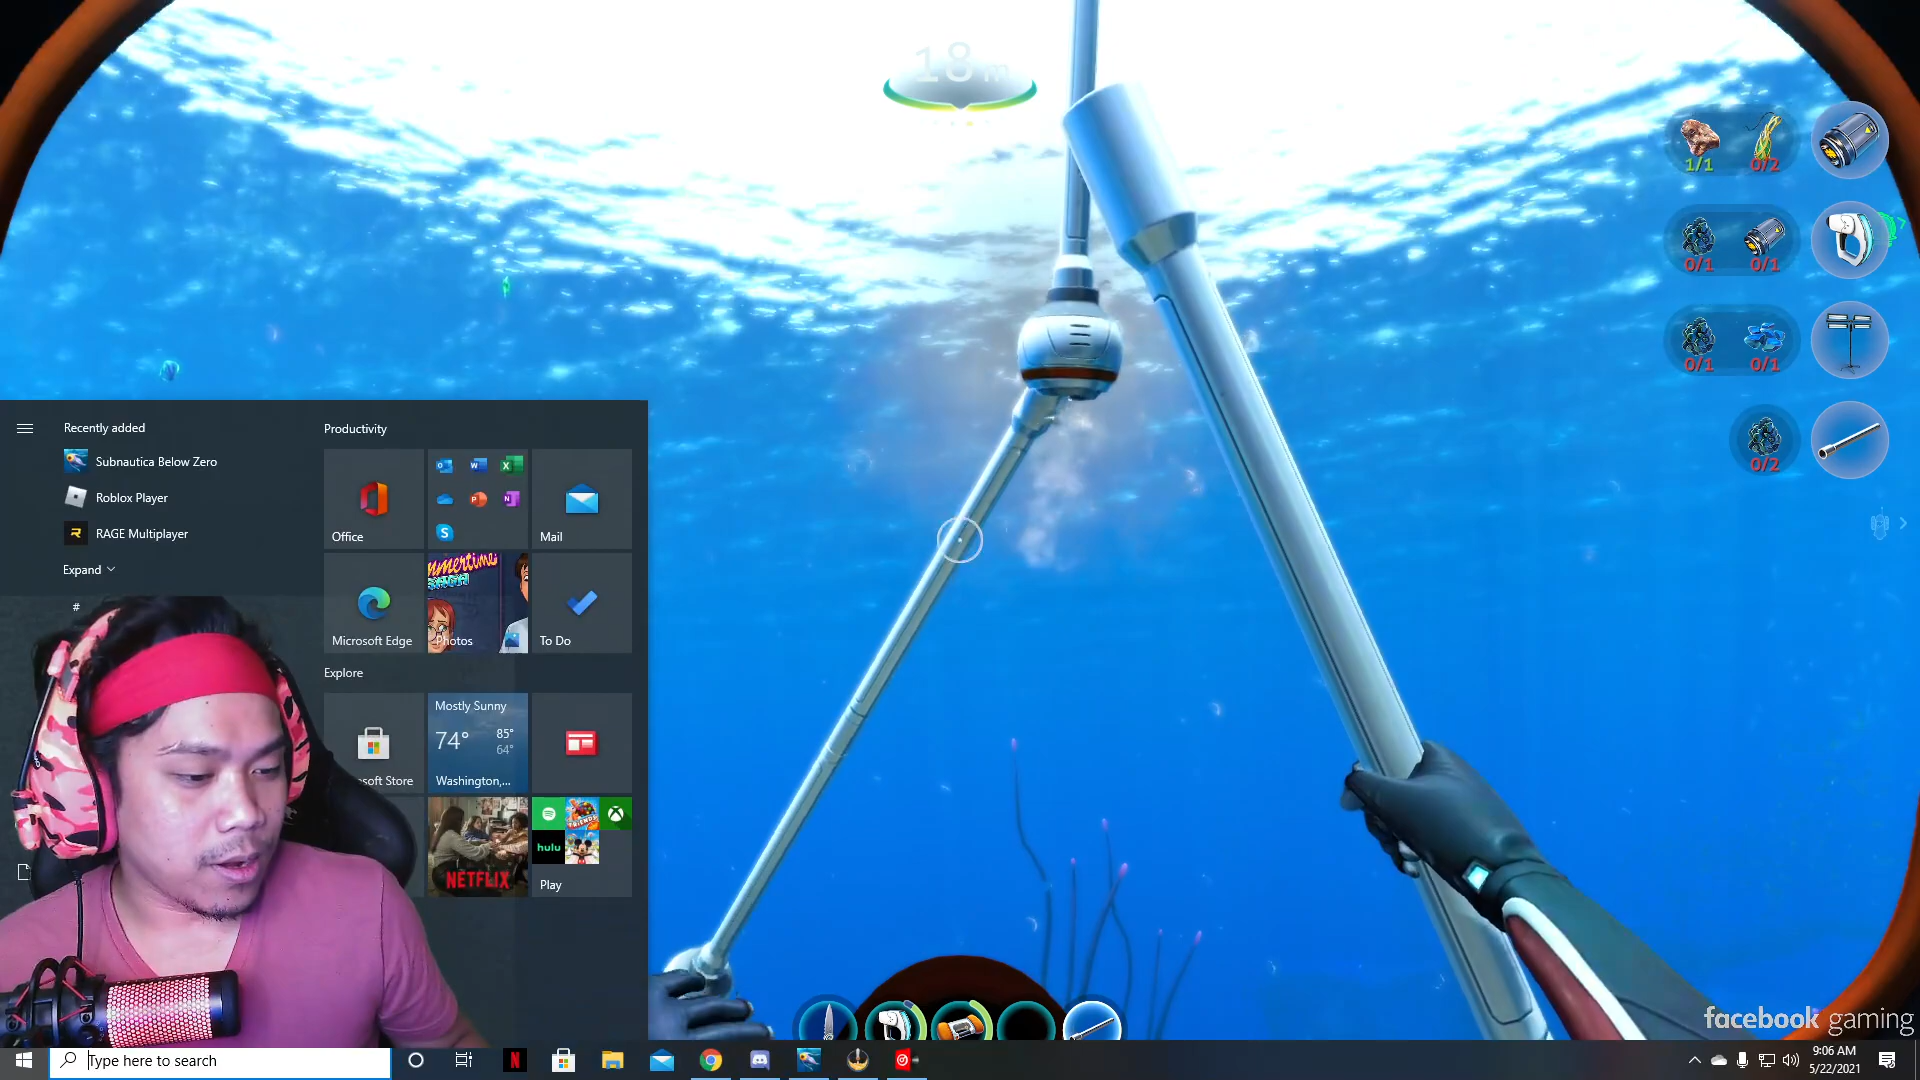 18m
1/1
0/2
0/1
0/1
0/1
0/1
0/2
Recently added
Subnautica Below Zero
Roblox Player
RAGE Multiplayer
Expand
#
Productivity
Office
Mail
Microsoft Edge
Photos
To Do
Explore
soft Store
Mostly Sunny
74°
85°
64°
Washington,...
NETFLIX
hulu
Play
facebook gaming
Type here to search
9:06 AM
5/22/2021